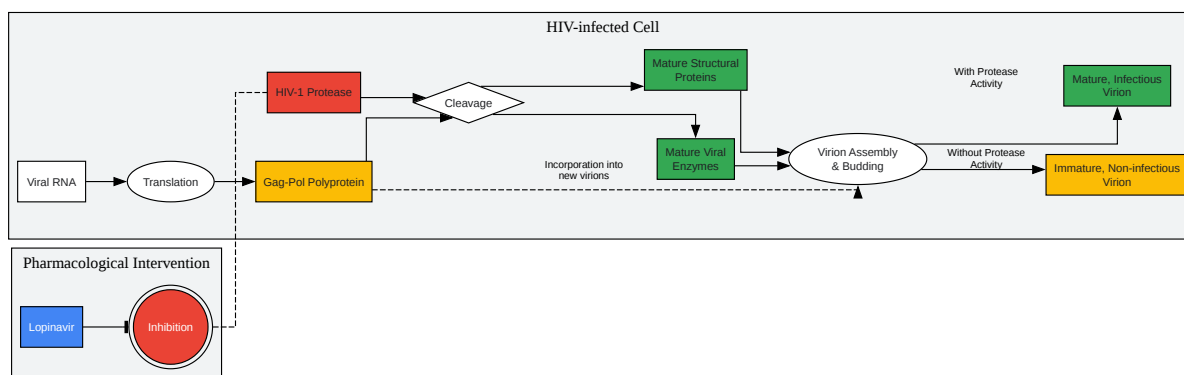 HIV-infected Cell
Mature Structural
Proteins
With Protease
Activity
Mature, Infectious
Virion
HIV-1 Protease
Cleavage
Viral RNA
Translation
Gag-Pol Polyprotein
Incorporation into
new virions
Mature Viral
Enzymes
Virion Assembly
& Budding
Without Protease
Activity
Immature, Non-infectious
Virion
Pharmacological Intervention
Lopinavir
Inhibition